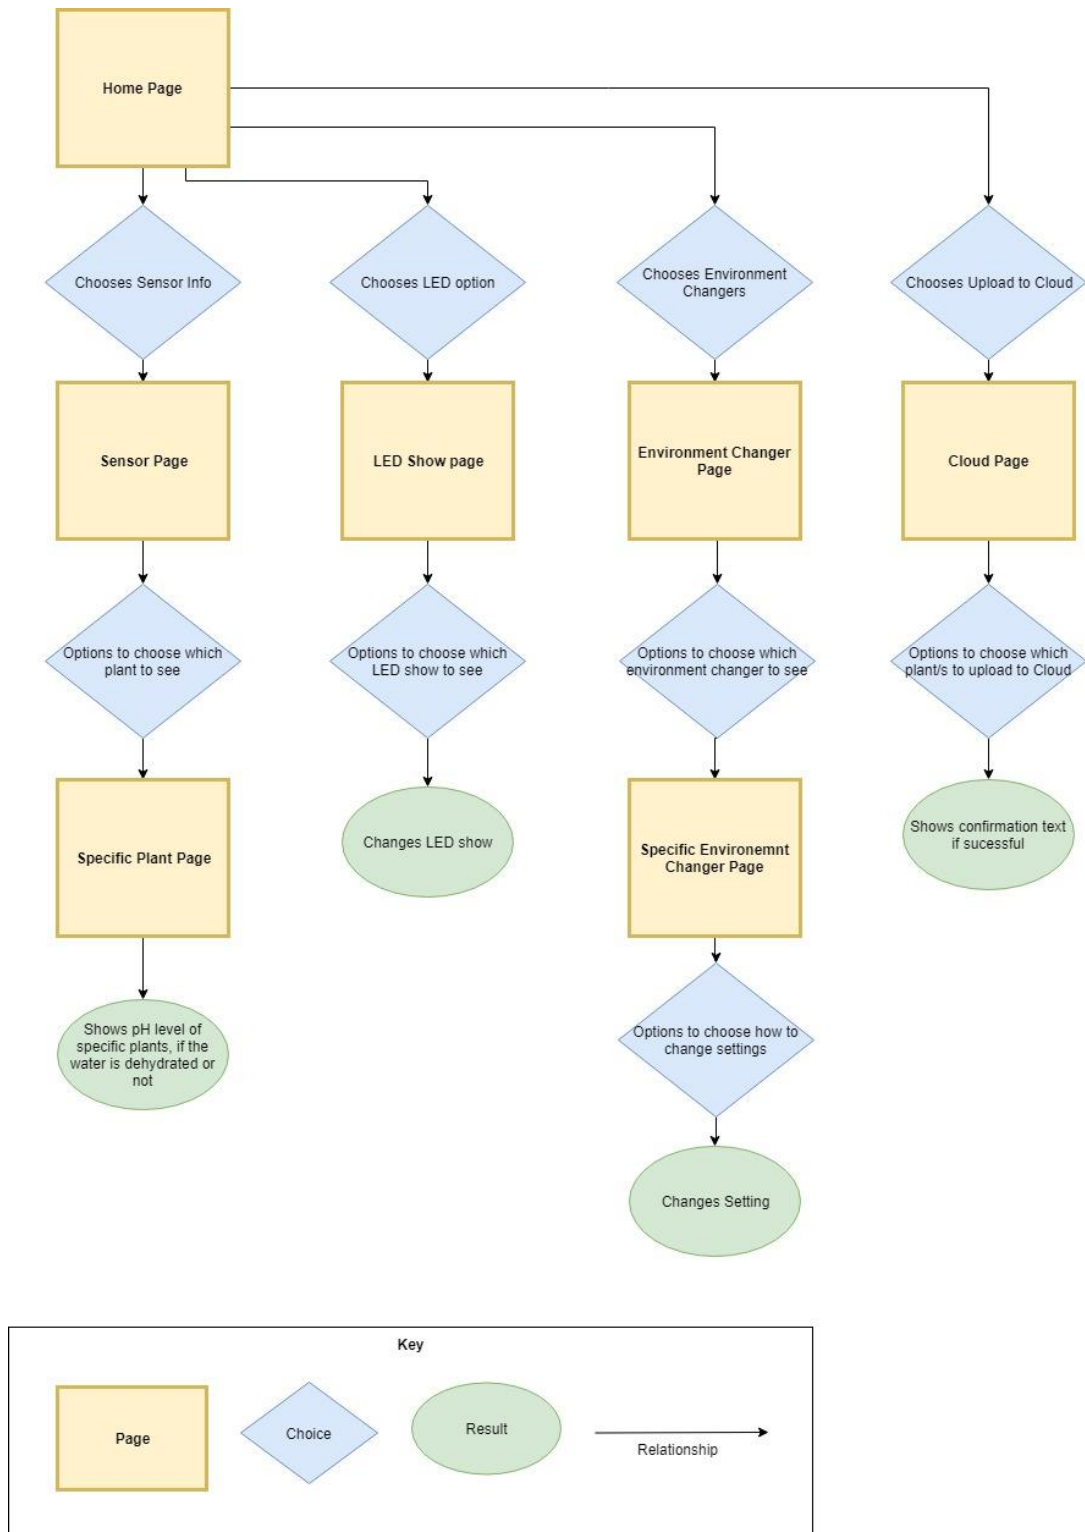 Home Page
Chooses Sensor Info
Chooses LED option
Chooses Environment
Changers
Chooses Upload to Cloud
Sensor Page
LED Show page
Environment Changer
Page
Cloud Page
Options to choose which
plant to see
Options to choose which
LED show to see
Options to choose which
environment changer to see
Options to choose which
plant/s to upload to Cloud
Specific Plant Page
Changes LED show
Specific Environemnt
Changer Page
Shows confirmation text
if sucessful
Shows pH level of
specific plants, if the
water is dehydrated or
not
Options to choose how to
change settings
Changes Setting
Key
Page
Choice
Result
Relationship